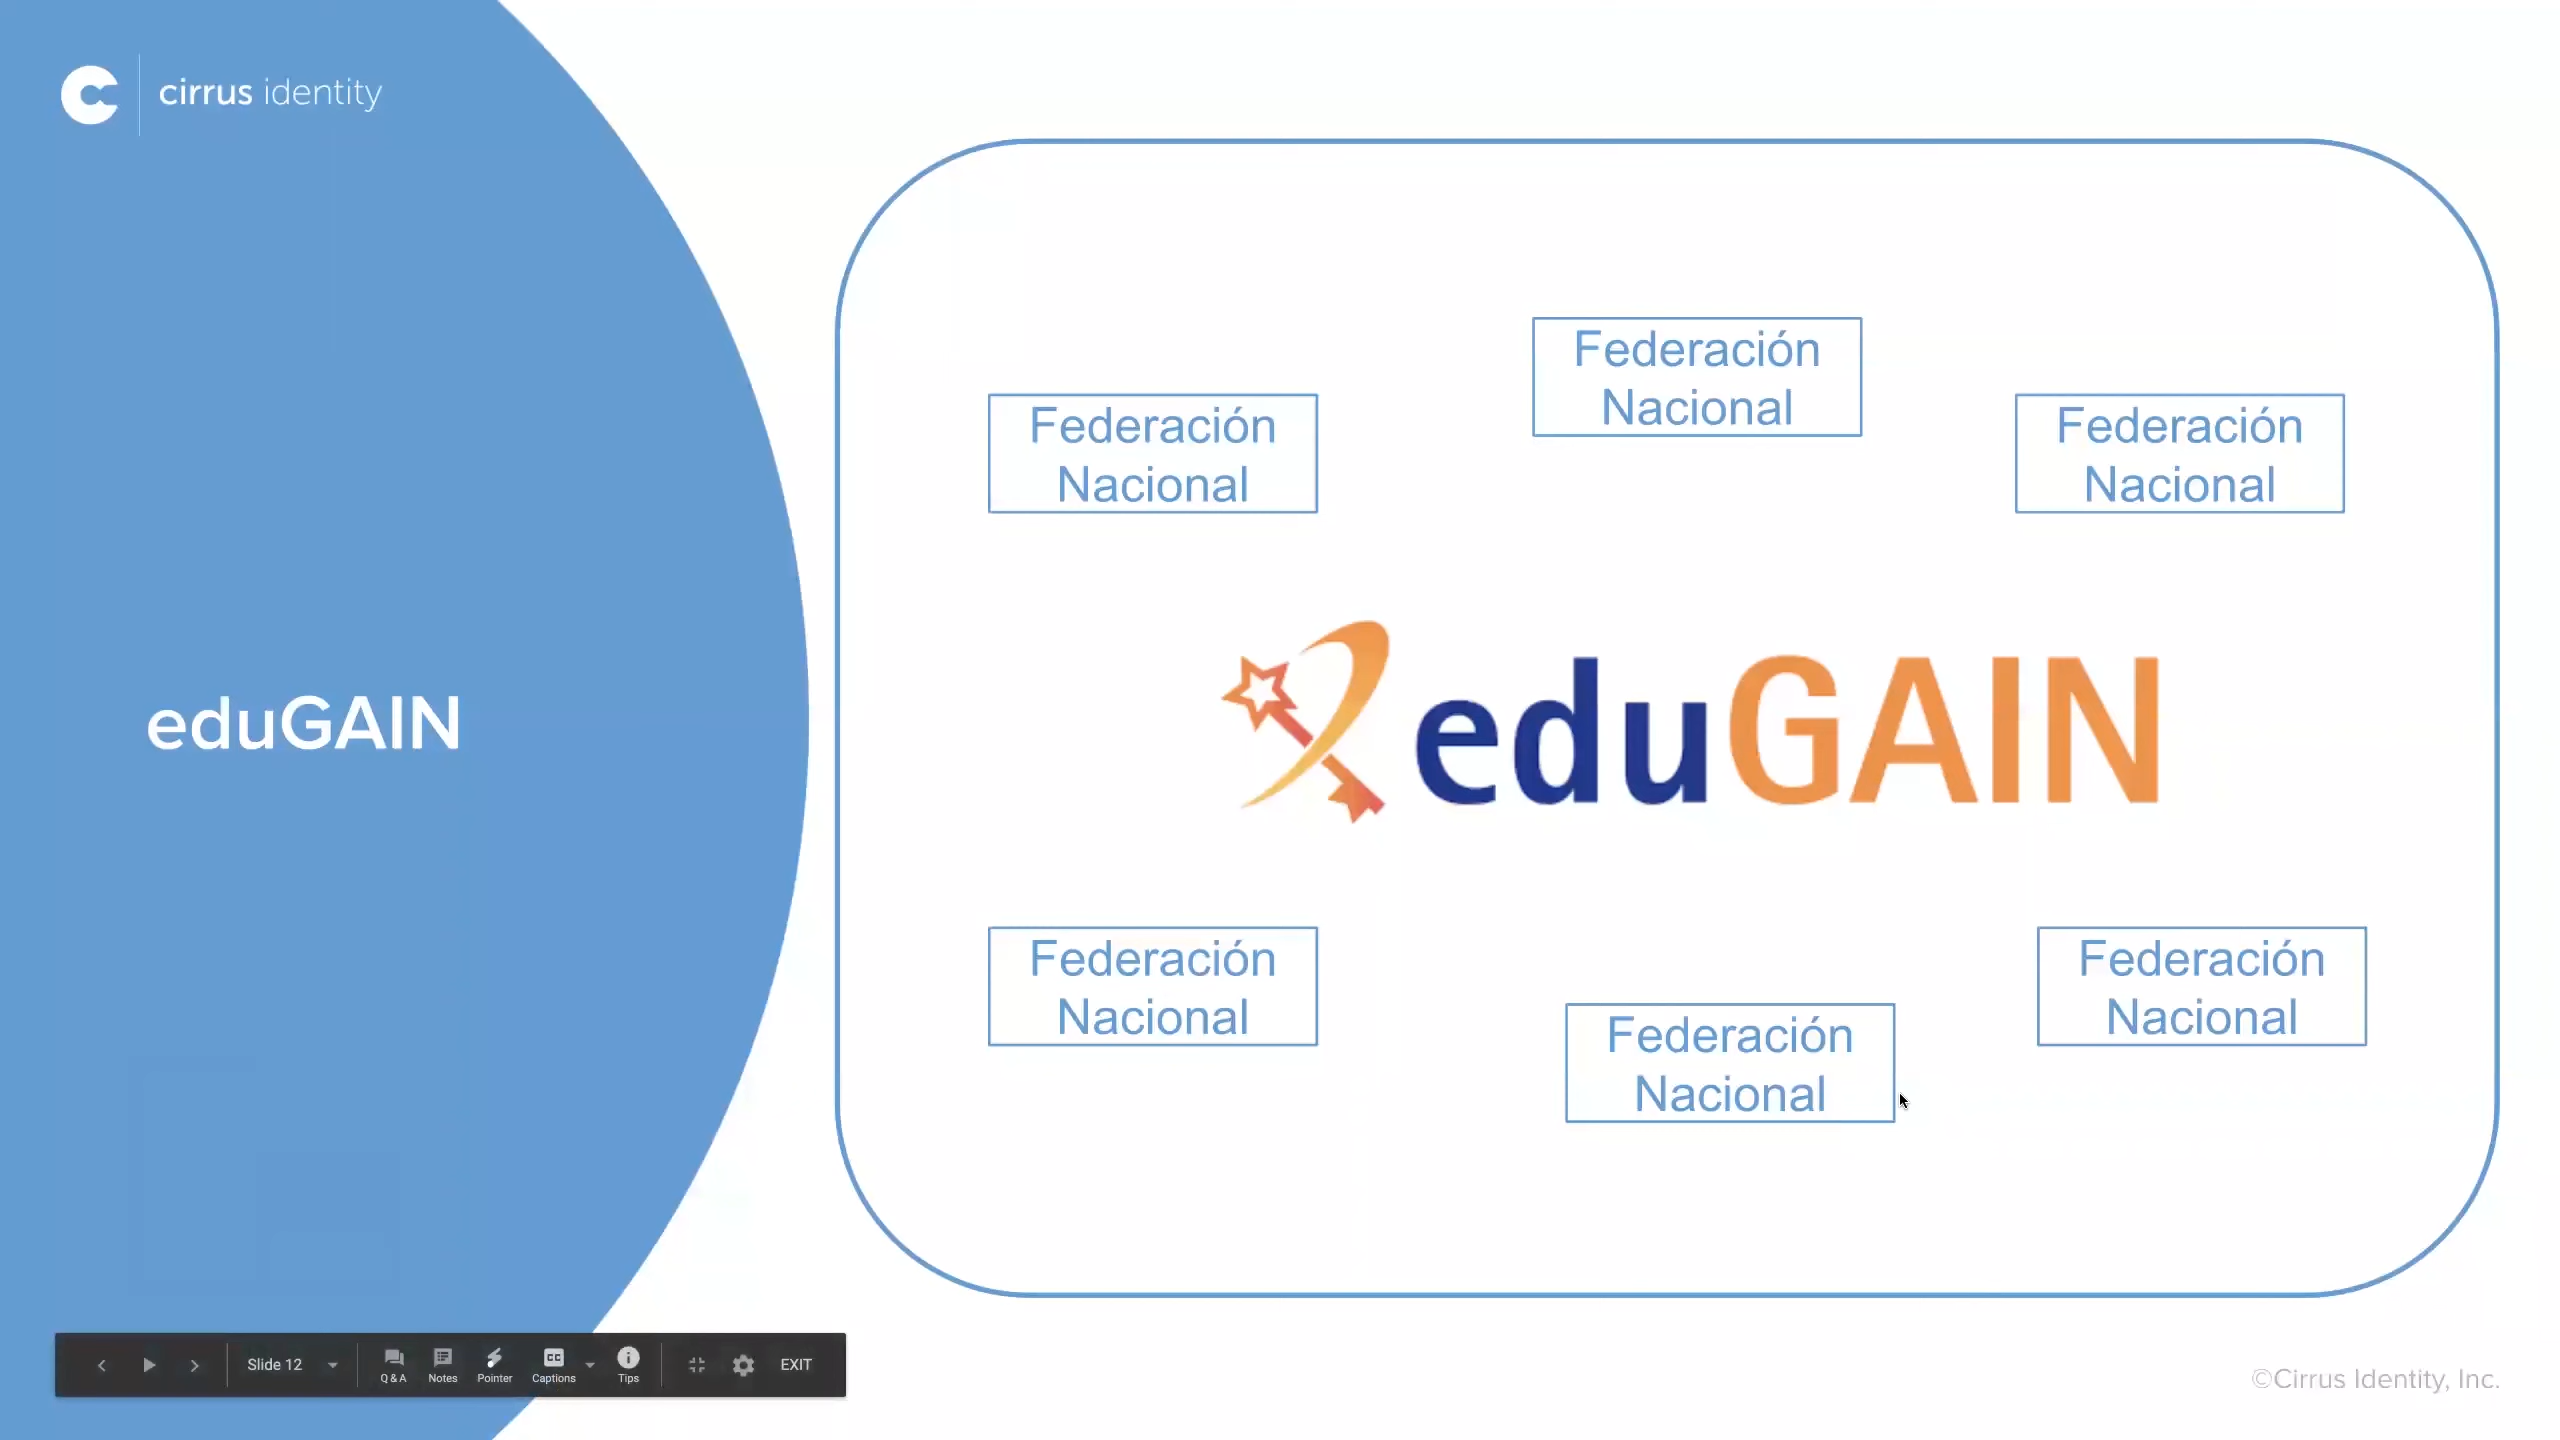 cirrus identity
eduGAIN
Federación
Nacional
Federación
Nacional
Federación
Nacional
eduGAIN
Federación
Nacional
Federación
Nacional
Federación
Nacional
Slide 12
Q & A
Notes
Pointer
Captions
Tips
EXIT
©Cirrus Identity, Inc.